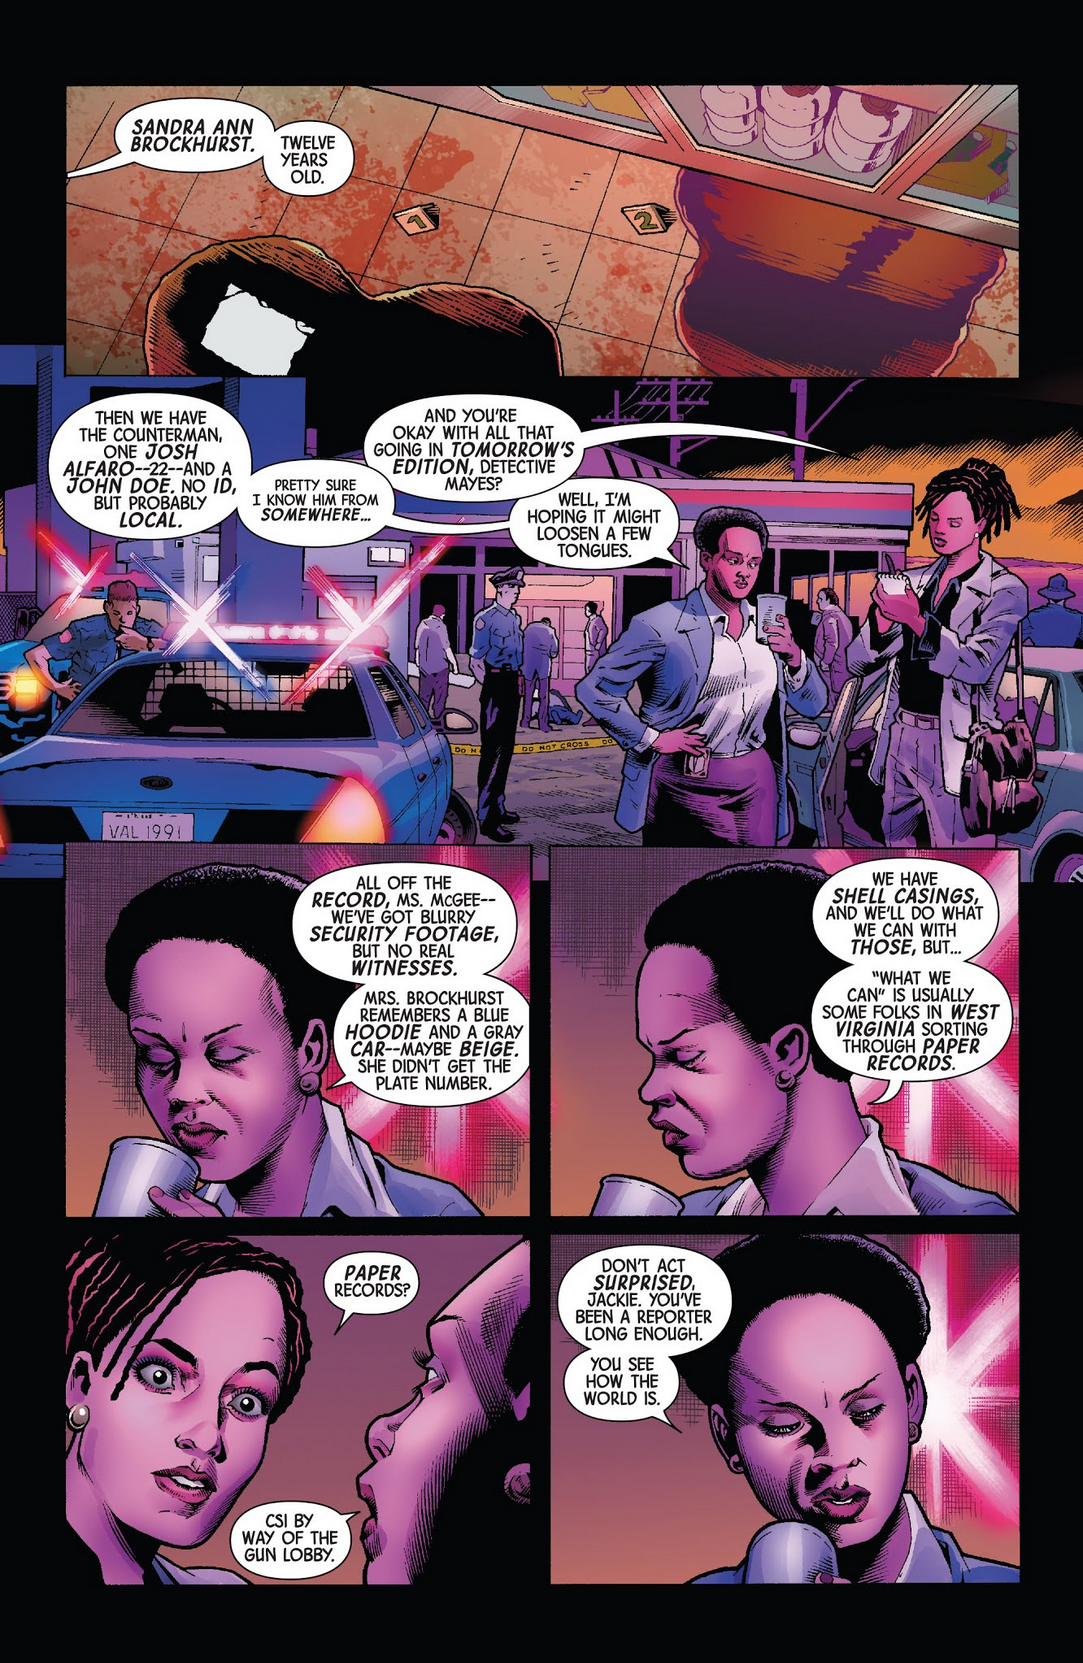 SANDRA ANN
BROCKHURST.
TWELVE
YEARS
OLD.
1
2
THEN WE HAVE
THE COUNTERMAN,
ONE JOSH
ALFARO--22--AND A
JOHN DOE. NO ID,
BUT PROBABLY
LOCAL.
PRETTY SURE
I KNOW HIM FROM
SOMEWHERE...
AND YOU'RE
OKAY WITH ALL THAT
GOING IN TOMORROW'S
EDITION, DETECTIVE
MAYES?
WELL, I'M
HOPING IT MIGHT
LOOSEN A FEW
TONGUES.
DO NOT CROSS
DO
VAL 1991
ALL OFF THE
RECORD, MS. McGEE--
WE'VE GOT BLURRY
SECURITY FOOTAGE,
BUT NO REAL
WITNESSES.
MRS. BROCKHURST
REMEMBERS A BLUE
HOODIE AND A GRAY
CAR--MAYBE BEIGE.
SHE DIDN'T GET THE
PLATE NUMBER.
WE HAVE
SHELL CASINGS,
AND WE'LL DO WHAT
WE CAN WITH
THOSE, BUT...
"WHAT WE
CAN" IS USUALLY
SOME FOLKS IN WEST
VIRGINIA SORTING
THROUGH PAPER
RECORDS.
PAPER
RECORDS?
CSI BY
WAY OF THE
GUN LOBBY.
DON'T ACT
SURPRISED,
JACKIE. YOU'VE
BEEN A REPORTER
LONG ENOUGH.
YOU SEE
HOW THE
WORLD IS.